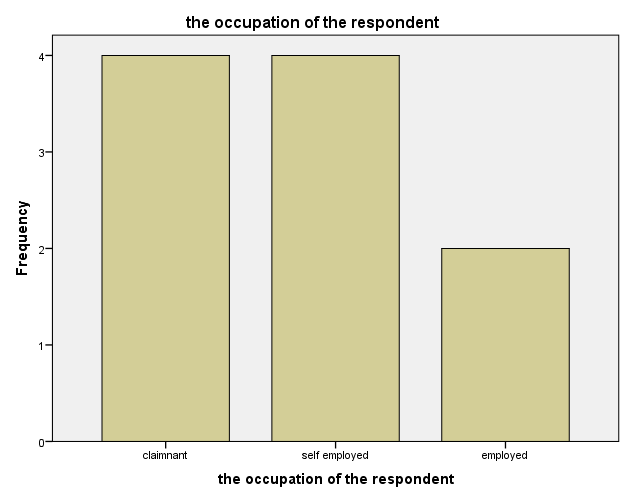 the occupation of the respondent
4
3
2
1
0
Frequency
claimnant
self employed
employed
the occupation of the respondent